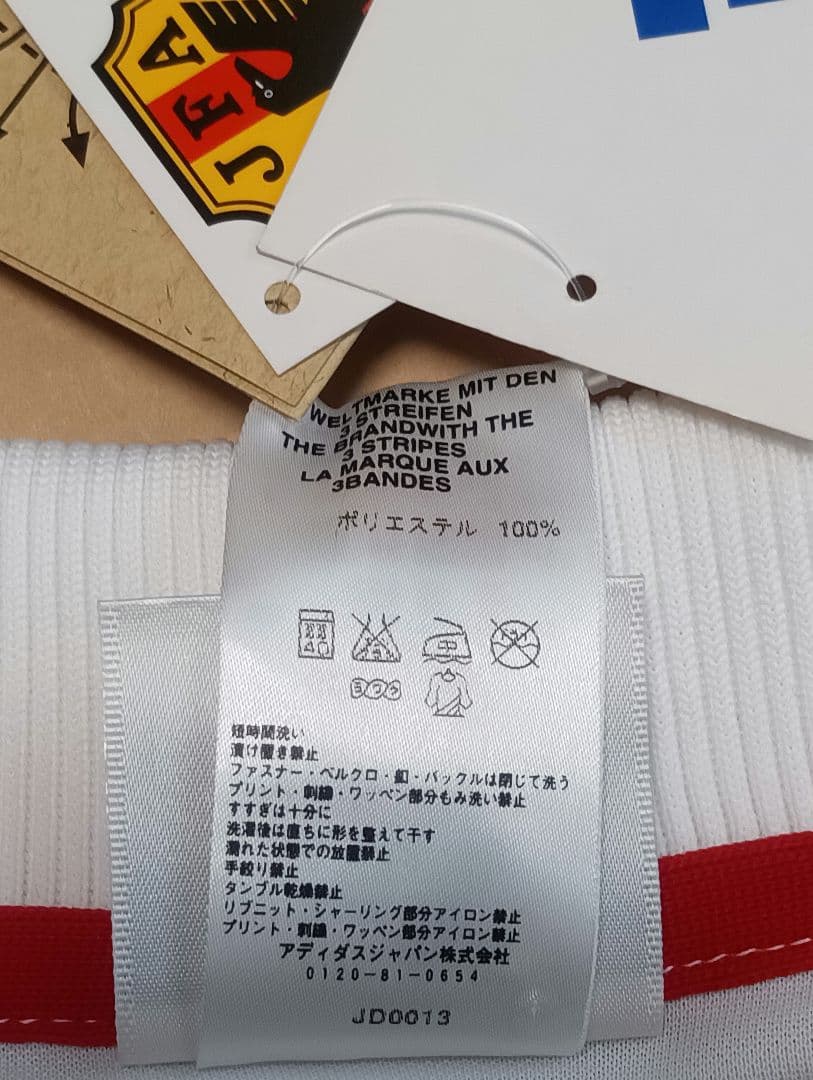 JFA
WELTMARKE MIT DEN
3 STREIFEN
THE BRANDWITH THE
3 STRIPES
LA MARQUE AUX
3BANDES
ポリエステル 100%
40
ヨワク
短時間洗い
漬け置き禁止
ファスナー・ベルクロ・釦・バックルは閉じて洗う
プリント・刺繍・ワッペン部分もみ洗い禁止
すすぎは十分に
洗濯後は直ちに形を整えて干す
濡れた状態での放置禁止
手絞り禁止
タンブル乾燥禁止
リブニット・シャーリング部分アイロン禁止
プリント・刺繍・ワッペン部分アイロン禁止
アディダスジャパン株式会社
0120-81-0654
JD0013